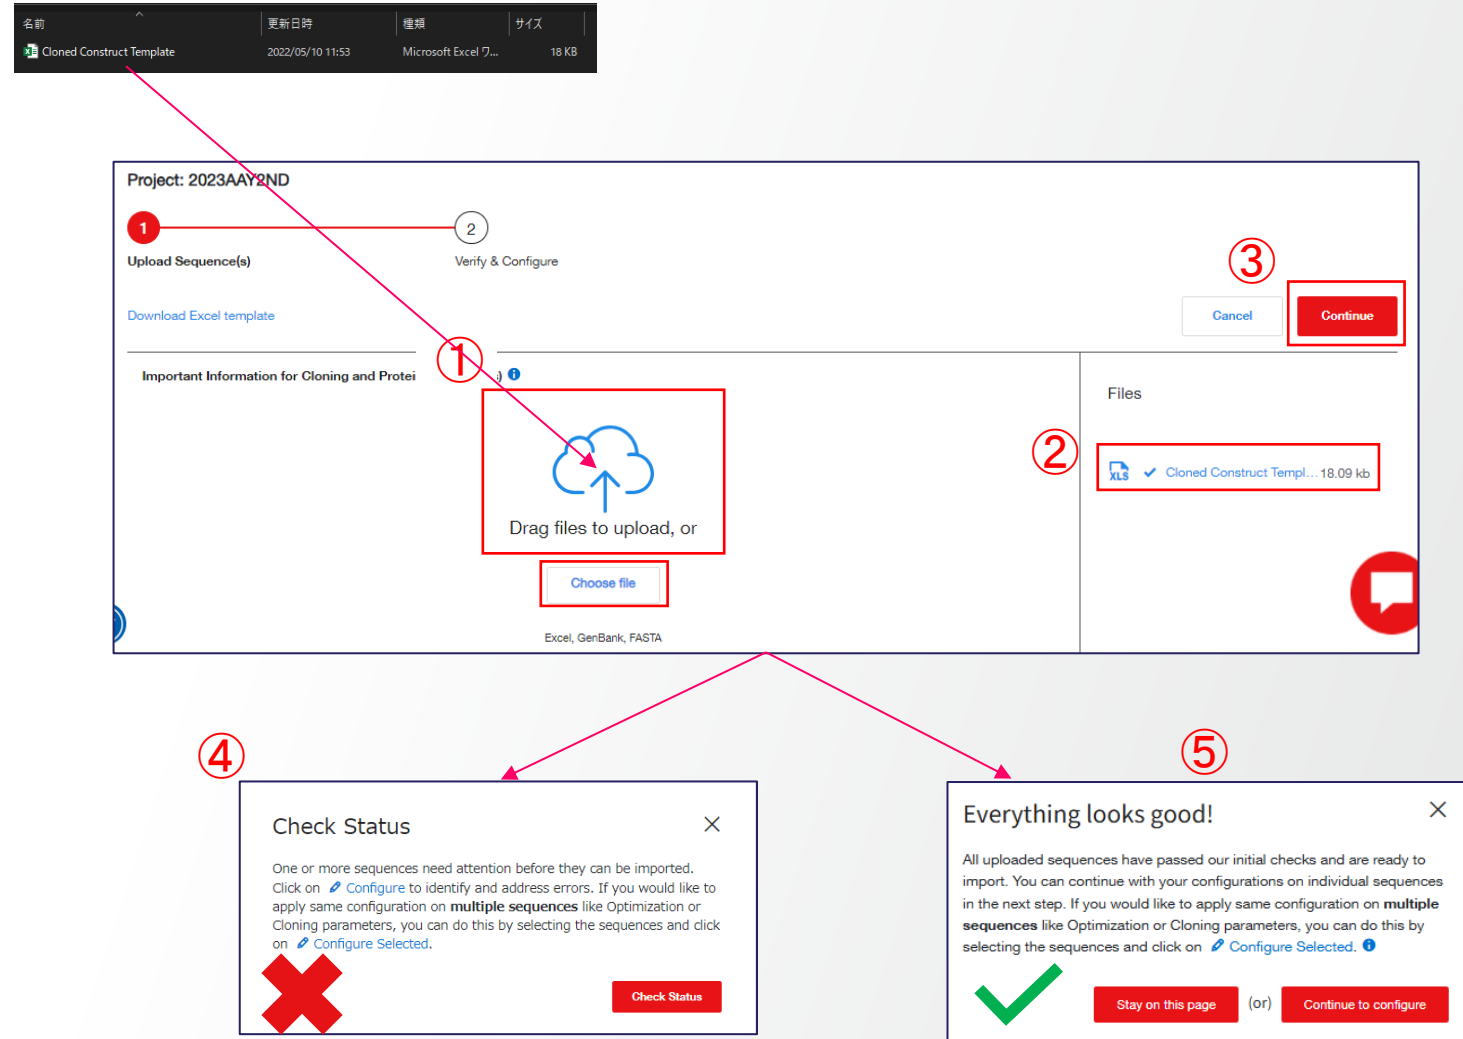 名前 更新日時 種類 サイズ
Cloned Construct Template 2022/05/10 11:53 Microsoft Excel ワ... 18 KB
Project: 2023AAY2ND
1 2
Upload Sequence(s) Verify & Configure
③
Download Excel template
Cancel Continue
①
Important Information for Cloning and Protei s)
Files
②
XLS Cloned Construct Templ... 18.09 kb
Drag files to upload, or
Choose file
Excel, GenBank, FASTA
④
Check Status
One or more sequences need attention before they can be imported.
Click on Configure to identify and address errors. If you would like to
apply same configuration on multiple sequences like Optimization or
Cloning parameters, you can do this by selecting the sequences and click
on Configure Selected.
Check Status
⑤
Everything looks good!
All uploaded sequences have passed our initial checks and are ready to
import. You can continue with your configurations on individual sequences
in the next step. If you would like to apply same configuration on multiple
sequences like Optimization or Cloning parameters, you can do this by
selecting the sequences and click on Configure Selected.
Stay on this page (or) Continue to configure